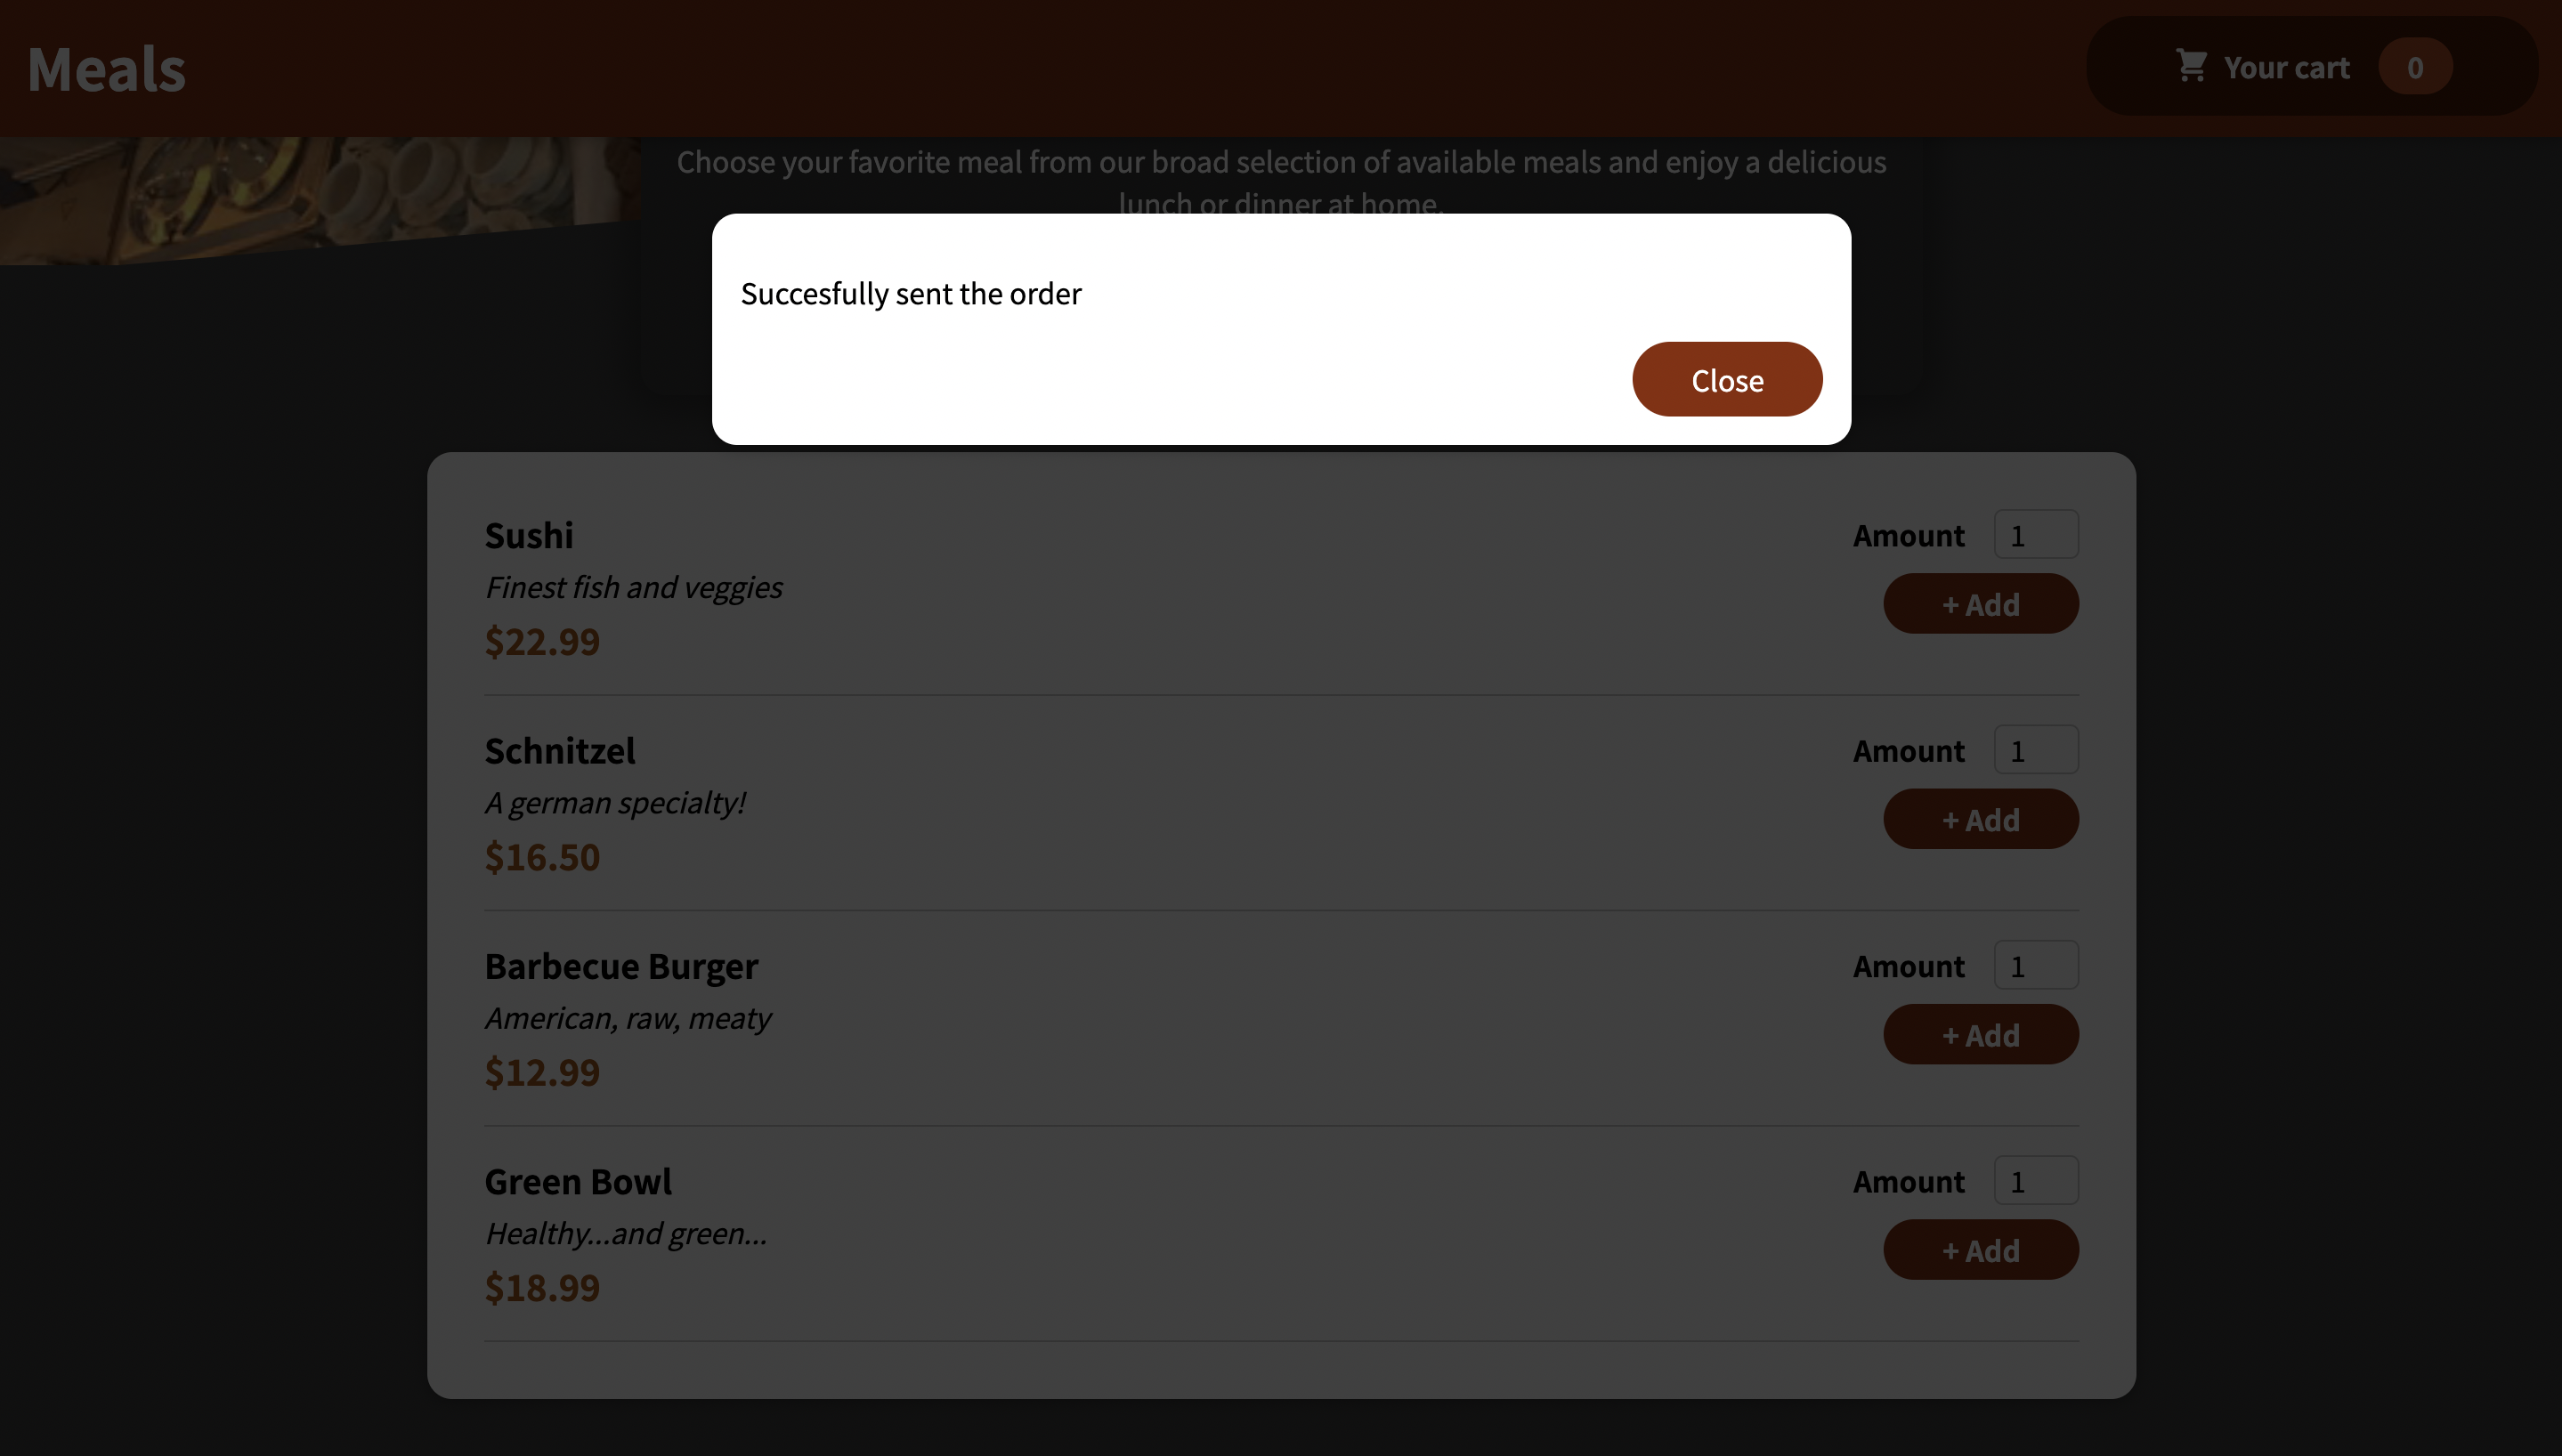 Meals
Your cart 0
Choose your favorite meal from our broad selection of available meals and enjoy a delicious
lunch or dinner at home.
Succesfully sent the order
Close
Sushi
Finest fish and veggies
$22.99
Amount 1
+ Add
Schnitzel
A german specialty!
$16.50
Amount 1
+ Add
Barbecue Burger
American, raw, meaty
$12.99
Amount 1
+ Add
Green Bowl
Healthy...and green...
$18.99
Amount 1
+ Add